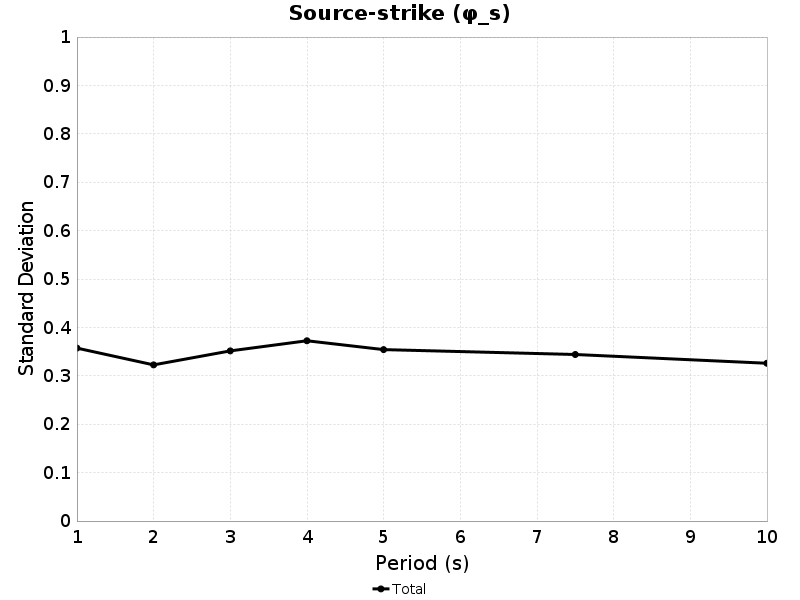 Source-strike (φ_s)
Standard Deviation
1
0.9
0.8
0.7
0.6
0.5
0.4
0.3
0.2
0.1
0
1 2 3 4 5 6 7 8 9 10
Period (s)
Total